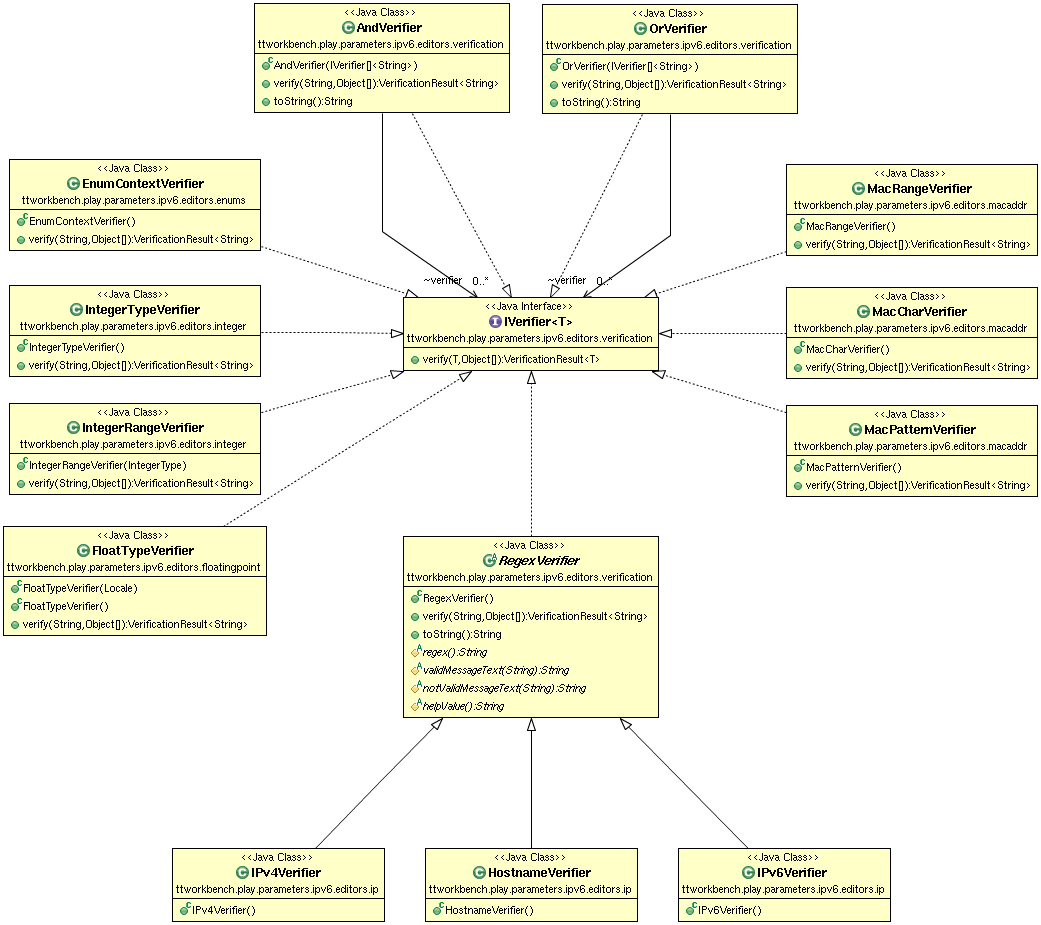 <<Java Class>>
AndVerifier
ttworkbench.play.parameters.ipv6.editors.verification
AndVerifier(IVerifier[]<String>)
verify(String,Object[]):VerificationResult<String>
toString():String
<<Java Class>>
OrVerifier
ttworkbench.play.parameters.ipv6.editors.verification
OrVerifier(IVerifier[]<String>)
verify(String,Object[]):VerificationResult<String>
toString():String
<<Java Class>>
EnumContextVerifier
ttworkbench.play.parameters.ipv6.editors.enums
EnumContextVerifier()
verify(String,Object[]):VerificationResult<String>
<<Java Class>>
MacRangeVerifier
ttworkbench.play.parameters.ipv6.editors.macaddr
MacRangeVerifier()
verify(String,Object[]):VerificationResult<String>
~verifier 0..*
~verifier 0..*
<<Java Class>>
IntegerTypeVerifier
ttworkbench.play.parameters.ipv6.editors.integer
IntegerTypeVerifier()
verify(String,Object[]):VerificationResult<String>
<<Java Interface>>
IVerifier<T>
ttworkbench.play.parameters.ipv6.editors.verification
verify(T,Object[]):VerificationResult<T>
<<Java Class>>
MacCharVerifier
ttworkbench.play.parameters.ipv6.editors.macaddr
MacCharVerifier()
verify(String,Object[]):VerificationResult<String>
<<Java Class>>
IntegerRangeVerifier
ttworkbench.play.parameters.ipv6.editors.integer
IntegerRangeVerifier(IntegerType)
verify(String,Object[]):VerificationResult<String>
<<Java Class>>
MacPatternVerifier
ttworkbench.play.parameters.ipv6.editors.macaddr
MacPatternVerifier()
verify(String,Object[]):VerificationResult<String>
<<Java Class>>
FloatTypeVerifier
ttworkbench.play.parameters.ipv6.editors.floatingpoint
FloatTypeVerifier(Locale)
FloatTypeVerifier()
verify(String,Object[]):VerificationResult<String>
<<Java Class>>
RegexVerifier
ttworkbench.play.parameters.ipv6.editors.verification
RegexVerifier()
verify(String,Object[]):VerificationResult<String>
toString():String
regex():String
validMessageText(String):String
notValidMessageText(String):String
helpValue():String
<<Java Class>>
IPv4Verifier
ttworkbench.play.parameters.ipv6.editors.ip
IPv4Verifier()
<<Java Class>>
HostnameVerifier
ttworkbench.play.parameters.ipv6.editors.ip
HostnameVerifier()
<<Java Class>>
IPv6Verifier
ttworkbench.play.parameters.ipv6.editors.ip
IPv6Verifier()